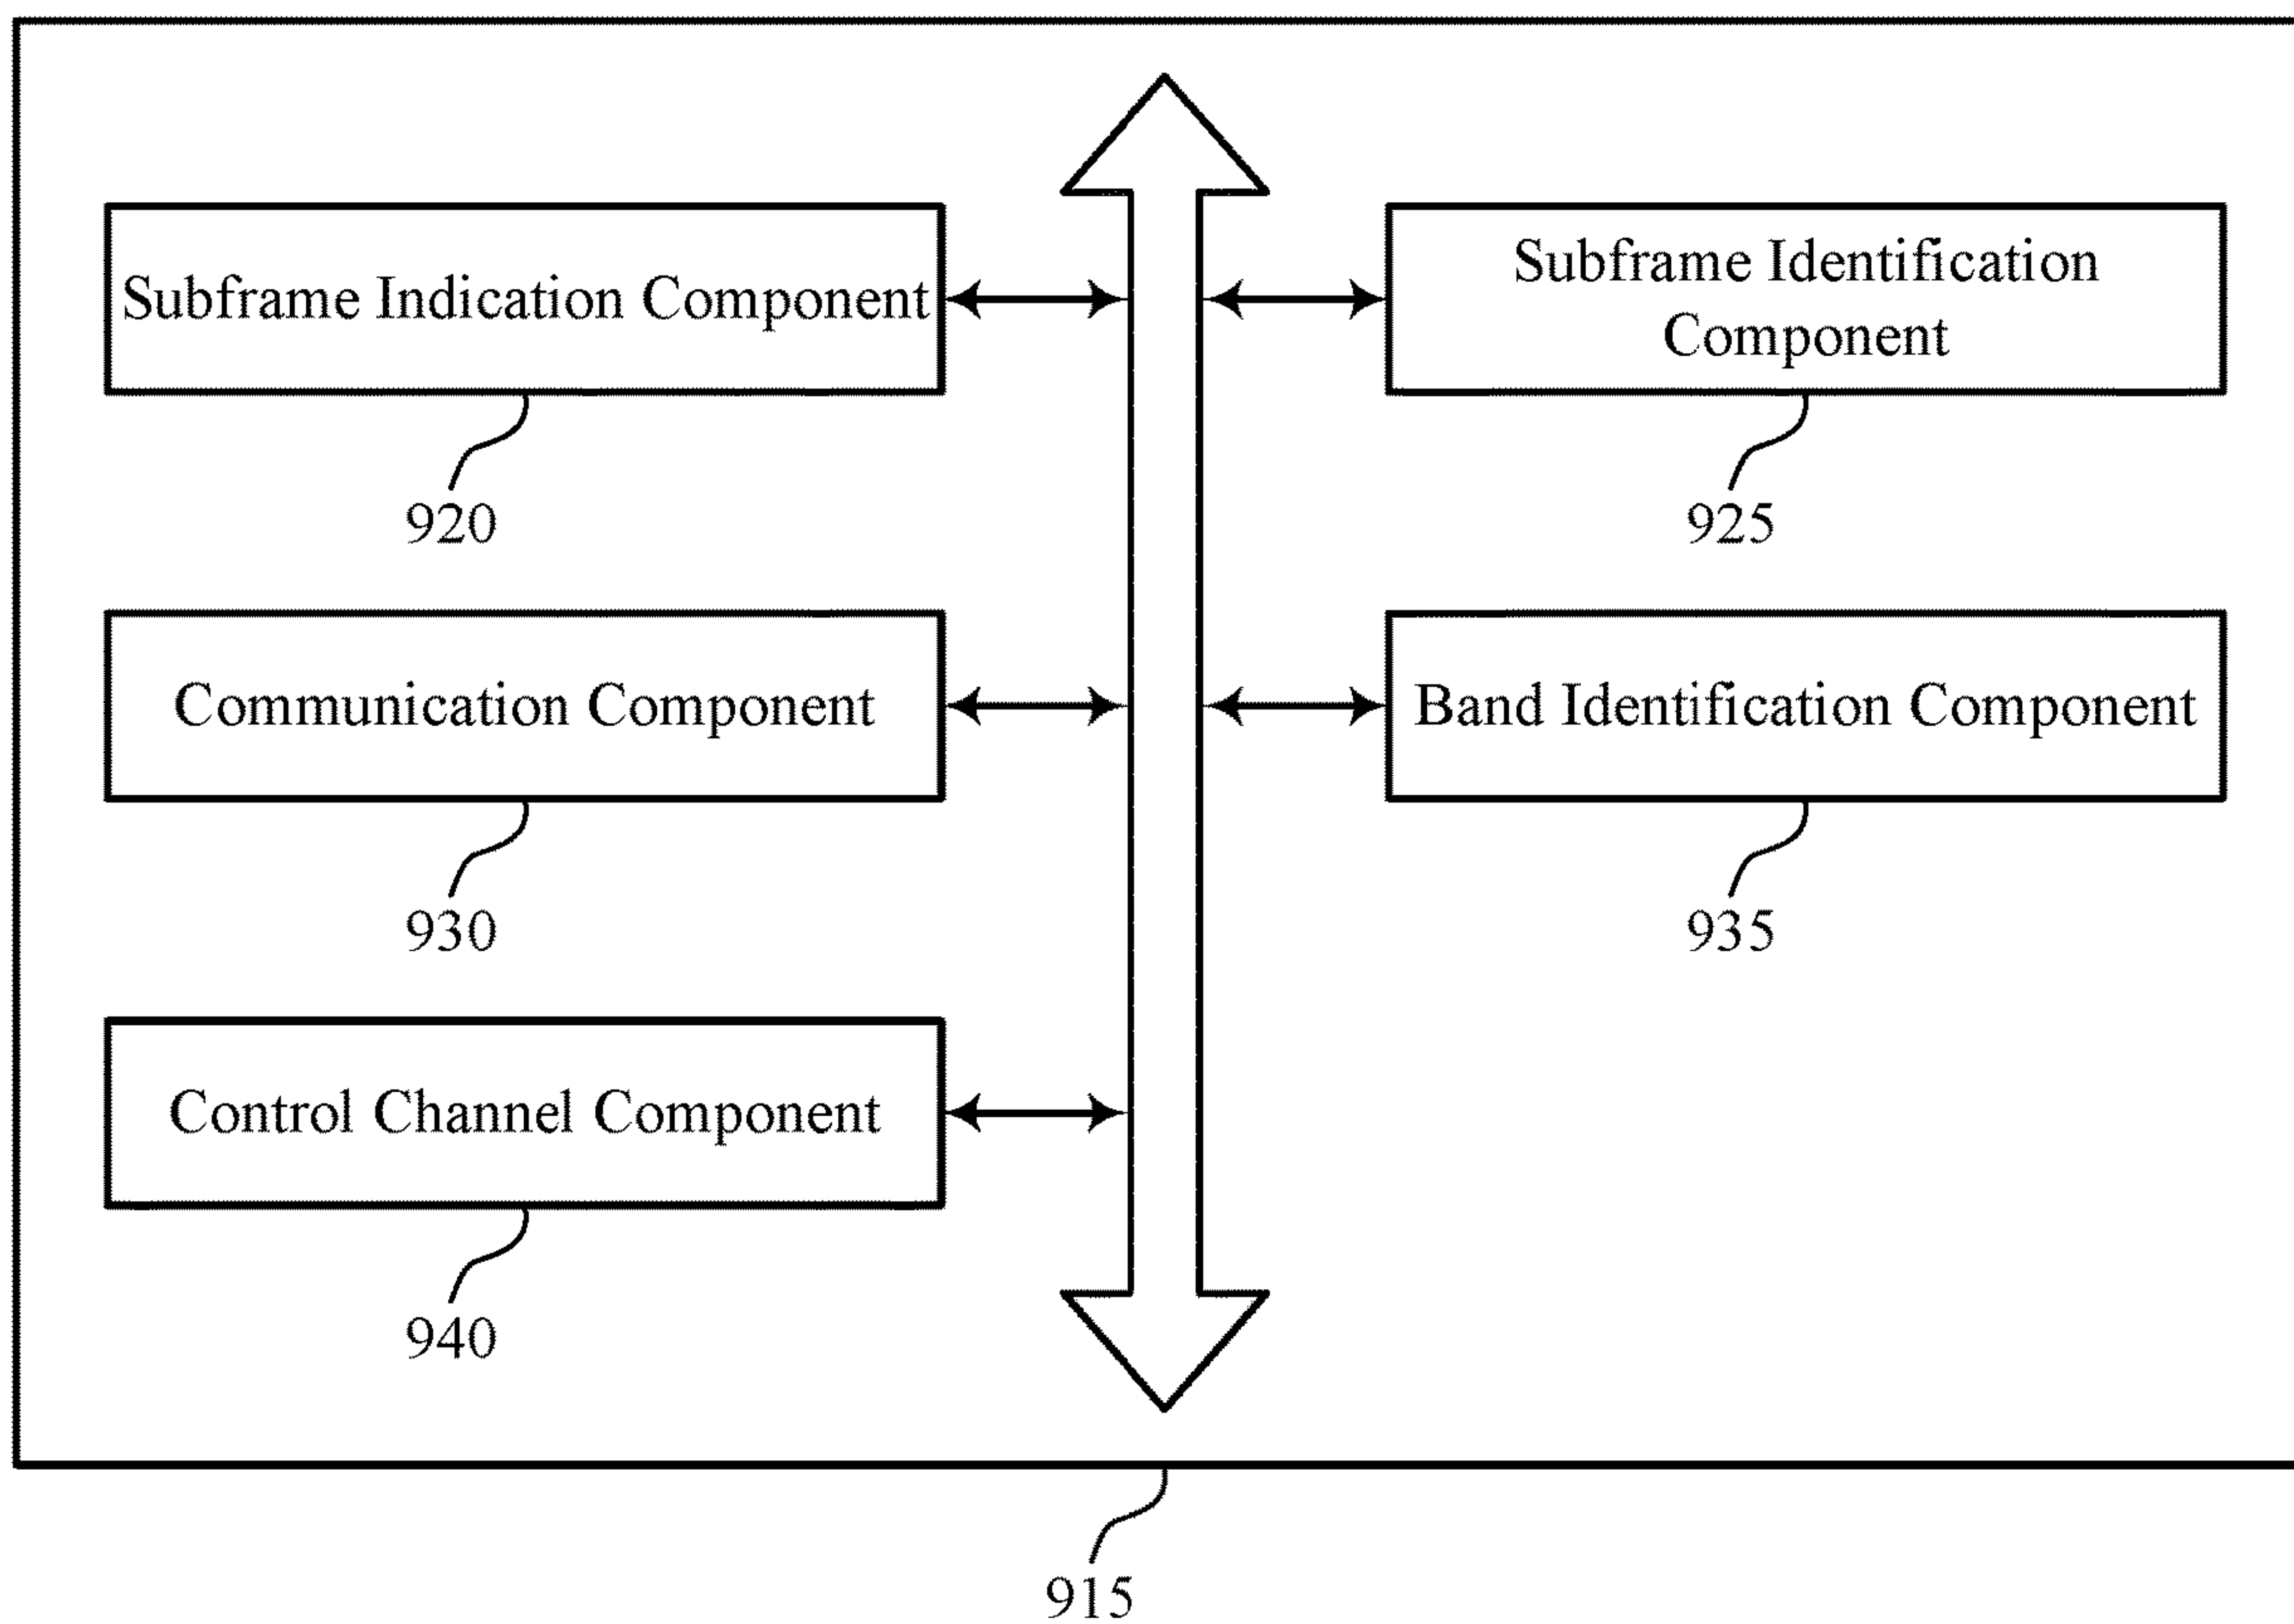 Subframe Indication Component
920
Subframe Identification
Component
925
Communication Component
930
Band Identification Component
935
Control Channel Component
940
915